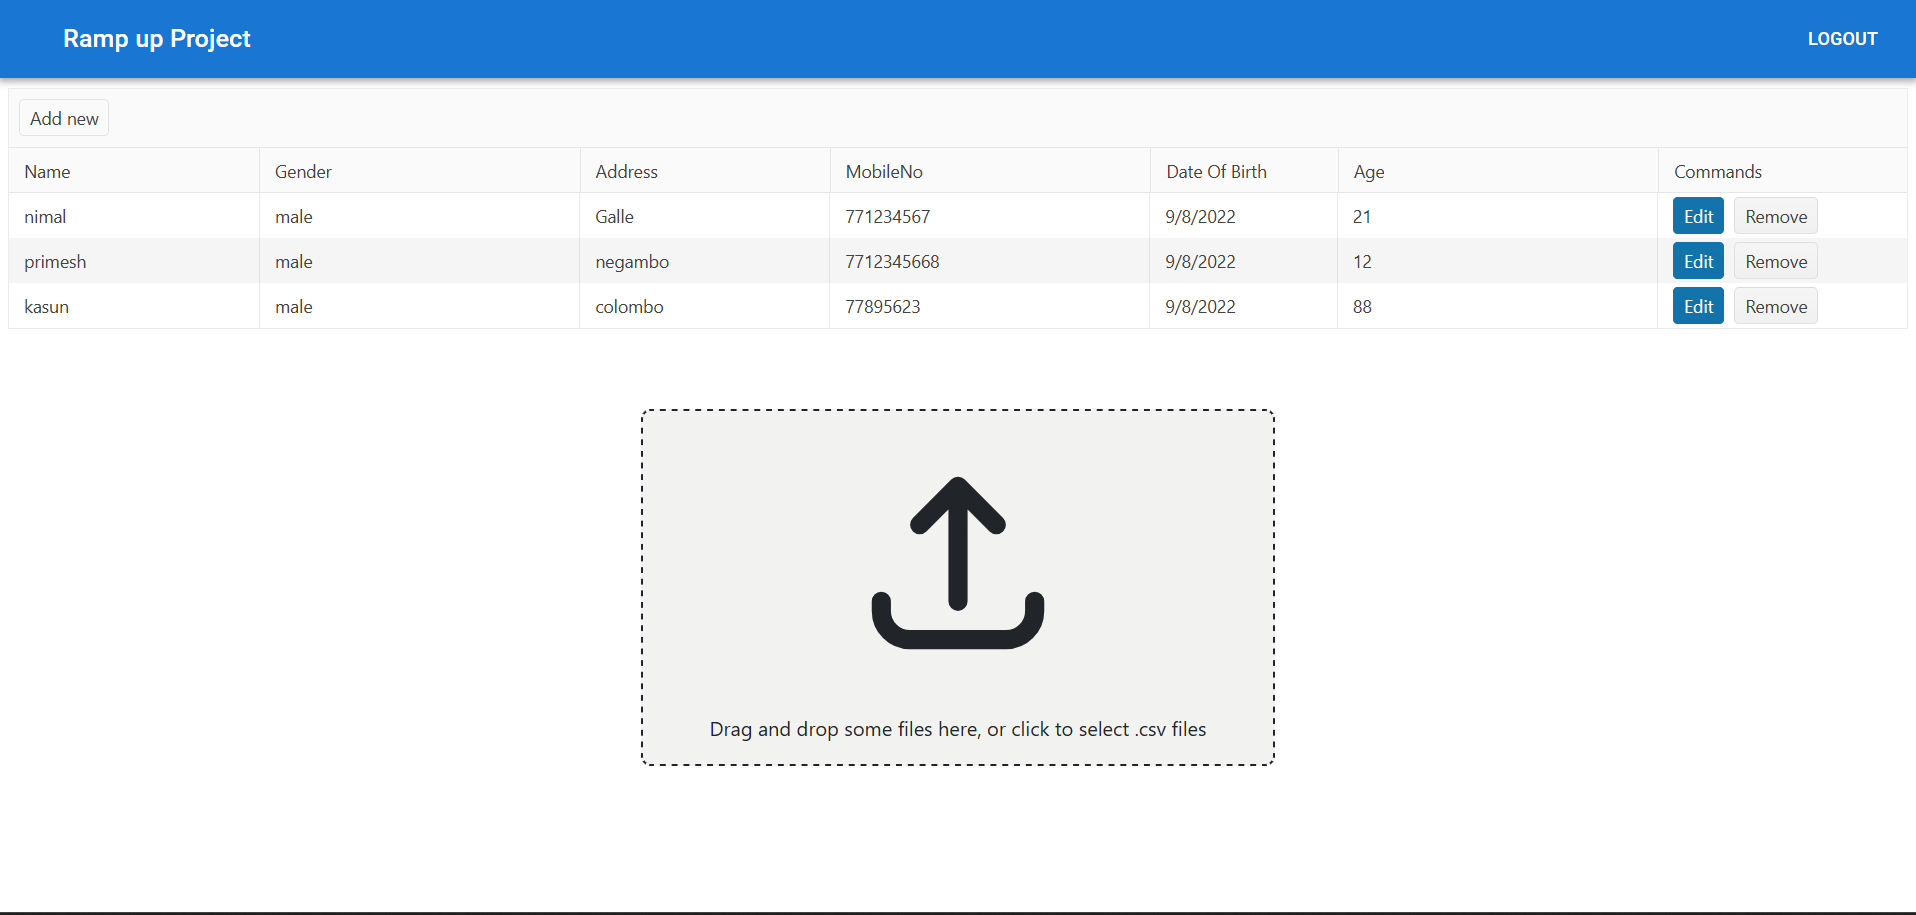 Ramp up Project LOGOUT
Add new
Name Gender Address MobileNo Date Of Birth Age Commands
nimal male Galle 771234567 9/8/2022 21 Edit Remove
primesh male negambo 7712345668 9/8/2022 12 Edit Remove
kasun male colombo 77895623 9/8/2022 88 Edit Remove
Drag and drop some files here, or click to select .csv files